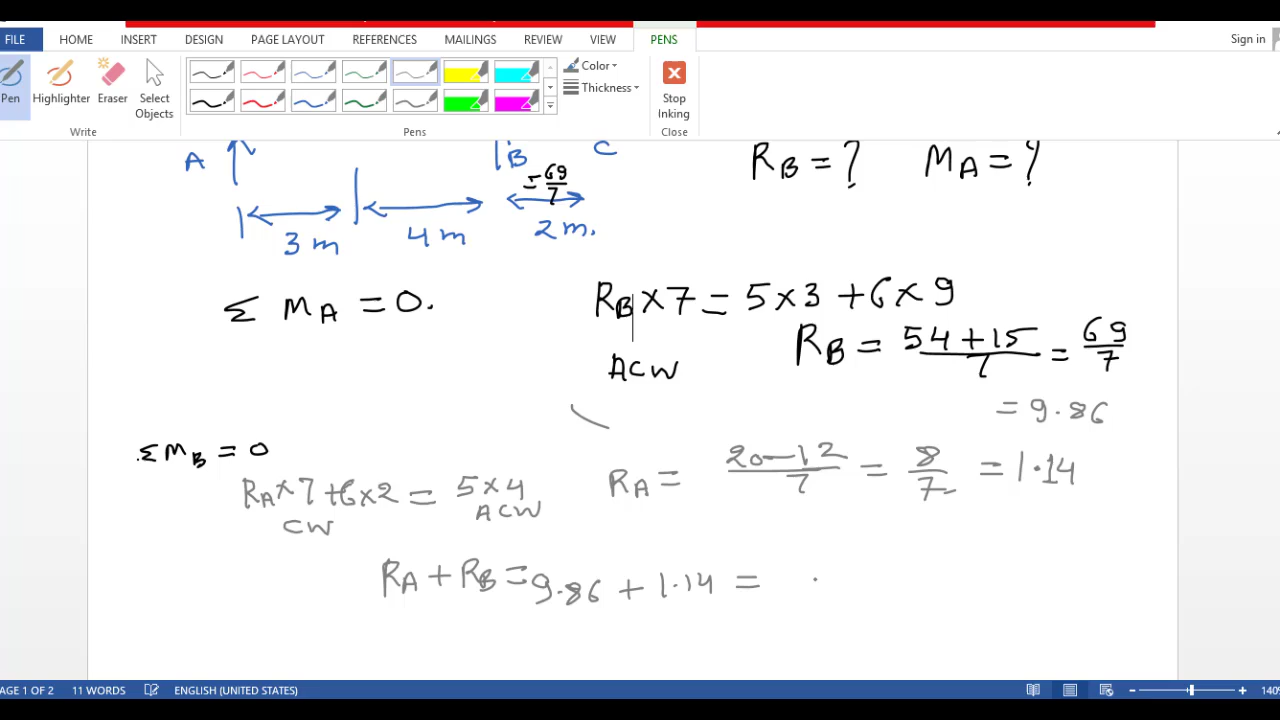 FILE HOME INSERT DESIGN PAGE LAYOUT REFERENCES MAILINGS REVIEW VIEW PENS Sign in
Pen Highlighter Eraser Select Objects
Color
Thickness
Stop Inking
Write Pens Close
A B C
R_B = ? M_A = ?
= 69/7
3 m 4 m 2 m.
Σ M_A = 0.
R_B × 7 = 5 × 3 + 6 × 9
ACW
R_B = (54 + 15)/7 = 69/7
= 9.86
Σ M_B = 0
R_A × 7 + 6 × 2 = 5 × 4
CW ACW
R_A = (20 - 12)/7 = 8/7 = 1.14
R_A + R_B = 9.86 + 1.14 =
PAGE 1 OF 2 11 WORDS ENGLISH (UNITED STATES) 140%